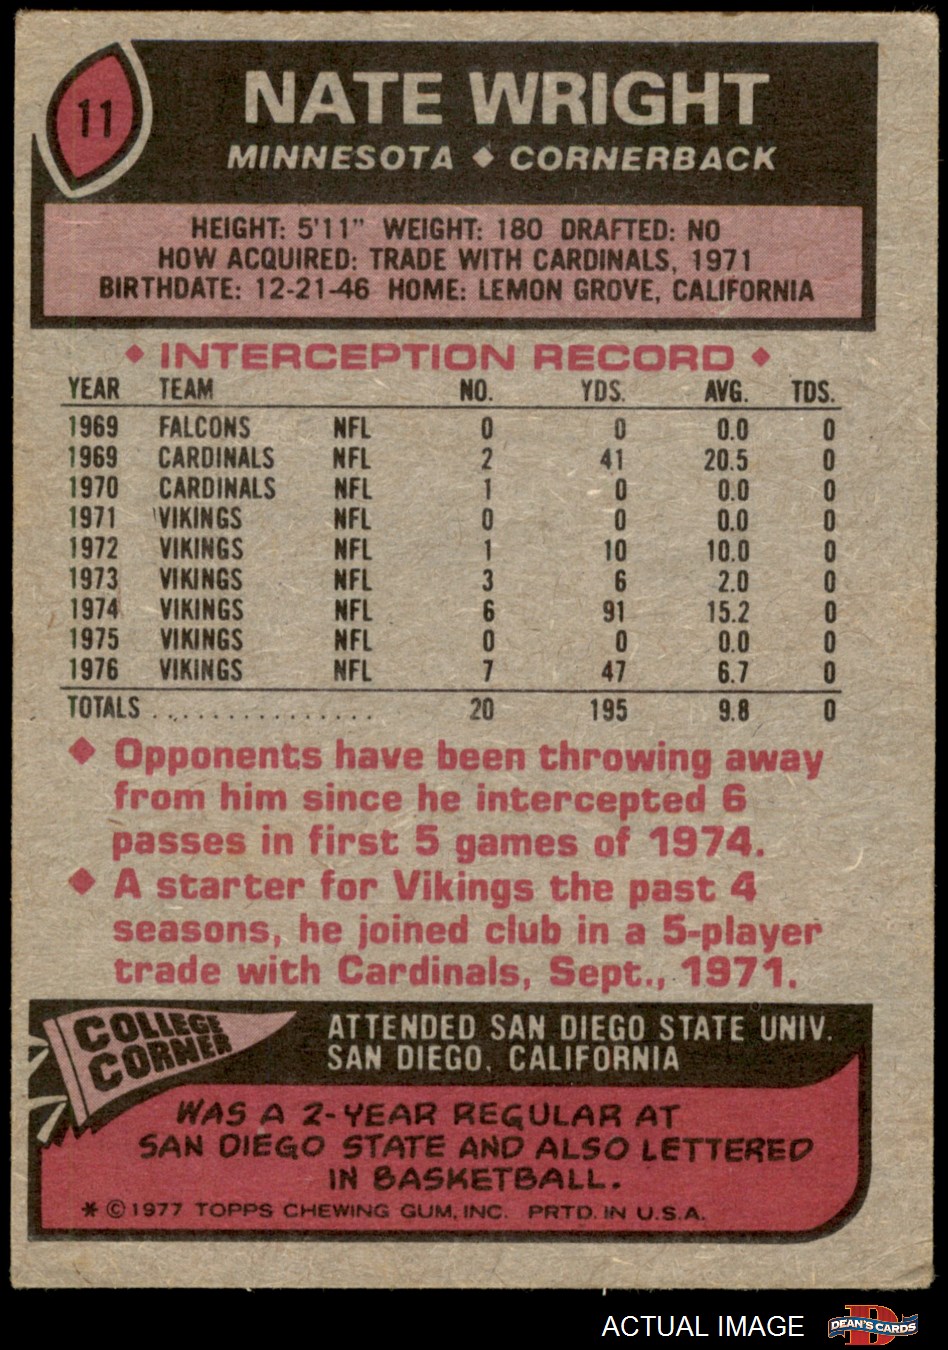 11
NATE WRIGHT
MINNESOTA ◆ CORNERBACK
HEIGHT: 5'11" WEIGHT: 180 DRAFTED: NO
HOW ACQUIRED: TRADE WITH CARDINALS, 1971
BIRTHDATE: 12-21-46 HOME: LEMON GROVE, CALIFORNIA
◆ INTERCEPTION RECORD ◆
YEAR TEAM NO. YDS. AVG. TDS.
1969 FALCONS NFL 0 0 0.0 0
1969 CARDINALS NFL 2 41 20.5 0
1970 CARDINALS NFL 1 0 0.0 0
1971 VIKINGS NFL 0 0 0.0 0
1972 VIKINGS NFL 1 10 10.0 0
1973 VIKINGS NFL 3 6 2.0 0
1974 VIKINGS NFL 6 91 15.2 0
1975 VIKINGS NFL 0 0 0.0 0
1976 VIKINGS NFL 7 47 6.7 0
TOTALS ............... 20 195 9.8 0
◆ Opponents have been throwing away
from him since he intercepted 6
passes in first 5 games of 1974.
◆ A starter for Vikings the past 4
seasons, he joined club in a 5-player
trade with Cardinals, Sept., 1971.
COLLEGE
CORNER
ATTENDED SAN DIEGO STATE UNIV.
SAN DIEGO, CALIFORNIA
WAS A 2-YEAR REGULAR AT
SAN DIEGO STATE AND ALSO LETTERED
IN BASKETBALL.
* © 1977 TOPPS CHEWING GUM, INC. PRTD. IN U.S.A.
ACTUAL IMAGE
D
DEAN'S CARDS